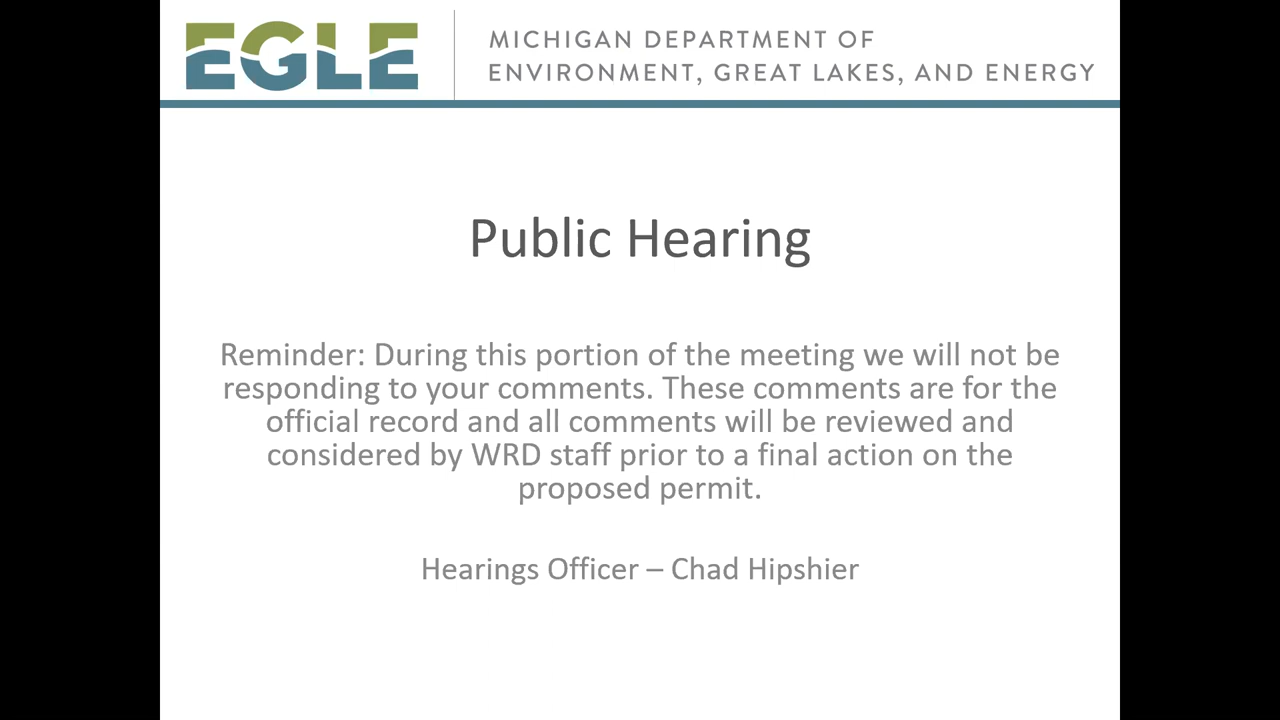 EGLE
MICHIGAN DEPARTMENT OF
ENVIRONMENT, GREAT LAKES, AND ENERGY
Public Hearing
Reminder: During this portion of the meeting we will not be
responding to your comments. These comments are for the
official record and all comments will be reviewed and
considered by WRD staff prior to a final action on the
proposed permit.
Hearings Officer – Chad Hipshier